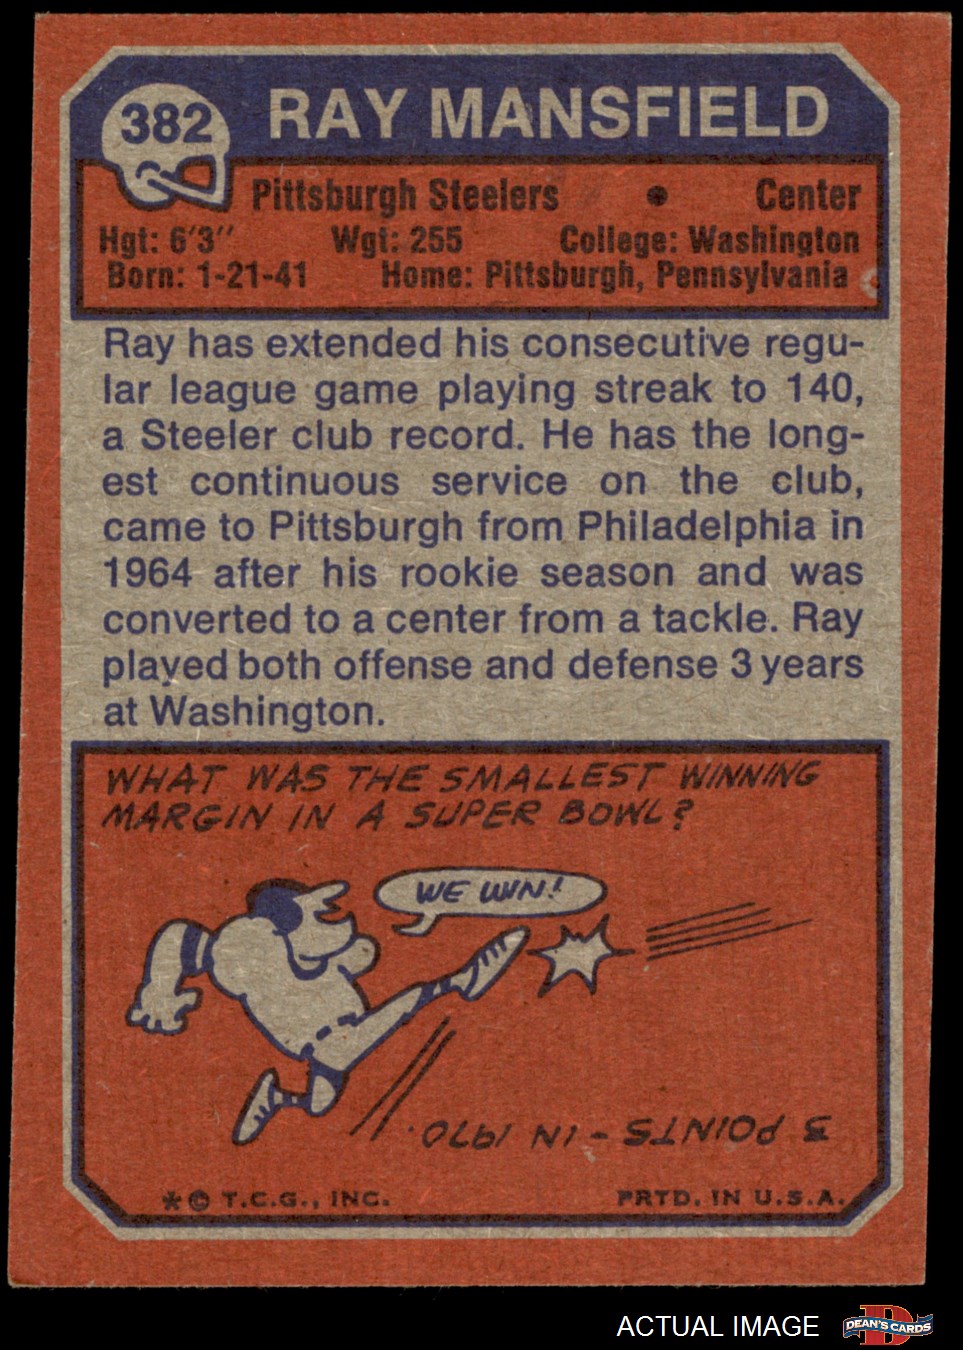 382 RAY MANSFIELD
Pittsburgh Steelers • Center
Hgt: 6'3" Wgt: 255 College: Washington
Born: 1-21-41 Home: Pittsburgh, Pennsylvania
Ray has extended his consecutive regu-
lar league game playing streak to 140,
a Steeler club record. He has the long-
est continuous service on the club,
came to Pittsburgh from Philadelphia in
1964 after his rookie season and was
converted to a center from a tackle. Ray
played both offense and defense 3 years
at Washington.
WHAT WAS THE SMALLEST WINNING
MARGIN IN A SUPER BOWL?
WE WIN!
3 POINTS - IN 1970.
*© T.C.G., INC. PRTD. IN U.S.A.
ACTUAL IMAGE
D
DEAN'S CARDS